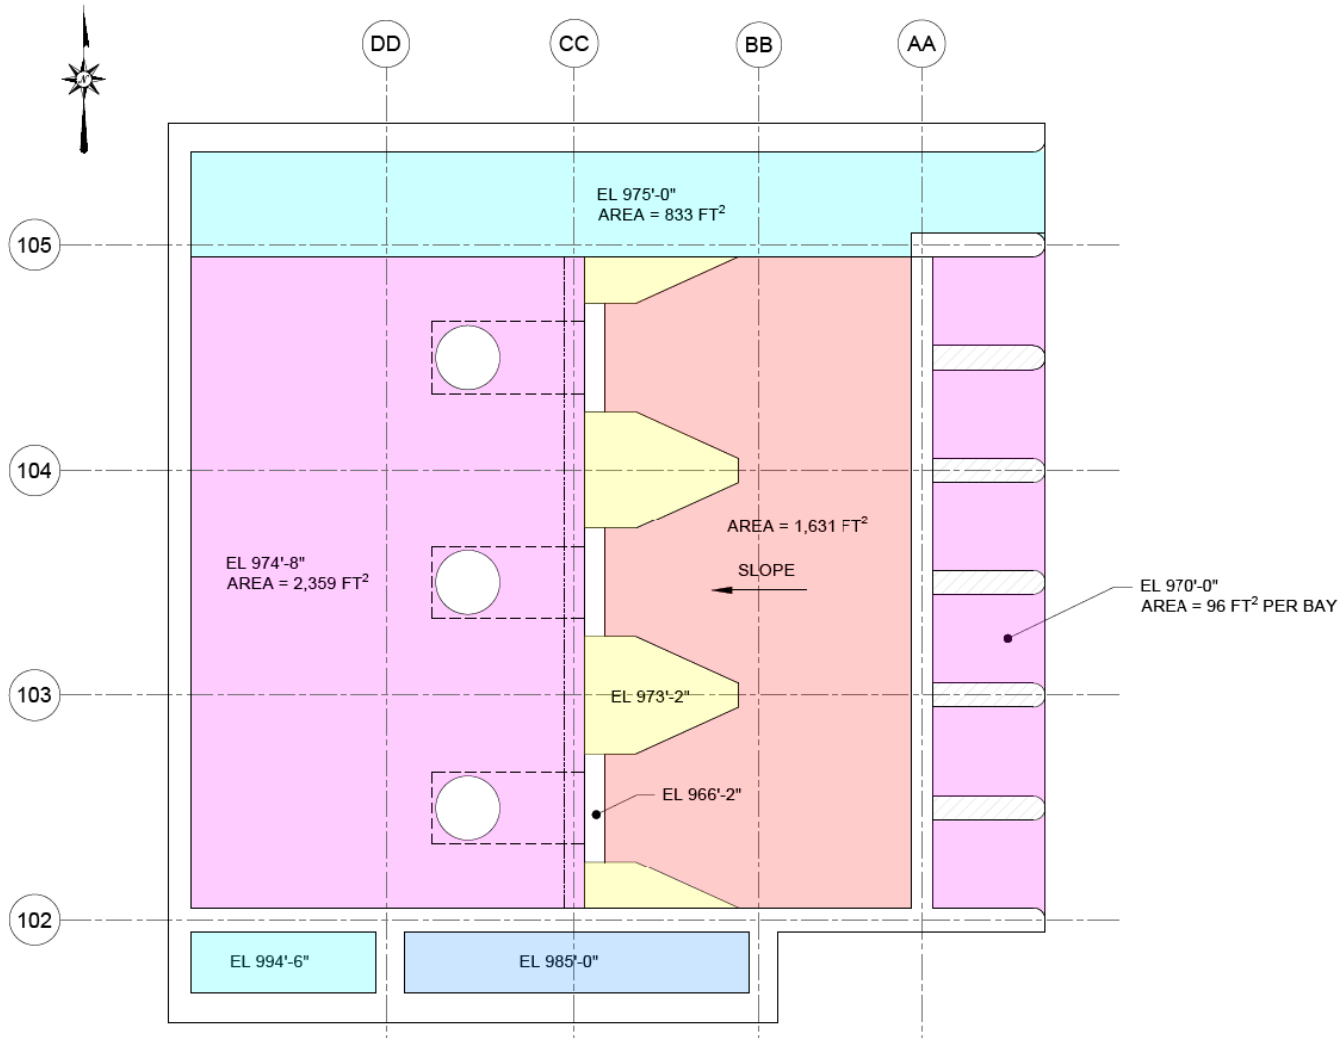 DD
CC
BB
AA
N
EL 975'-0"
AREA = 833 FT²
105
104
AREA = 1,631 FT²
EL 974'-8"
AREA = 2,359 FT²
SLOPE
EL 970'-0"
AREA = 96 FT² PER BAY
103
EL 973'-2"
EL 966'-2"
102
EL 994'-6"
EL 985'-0"